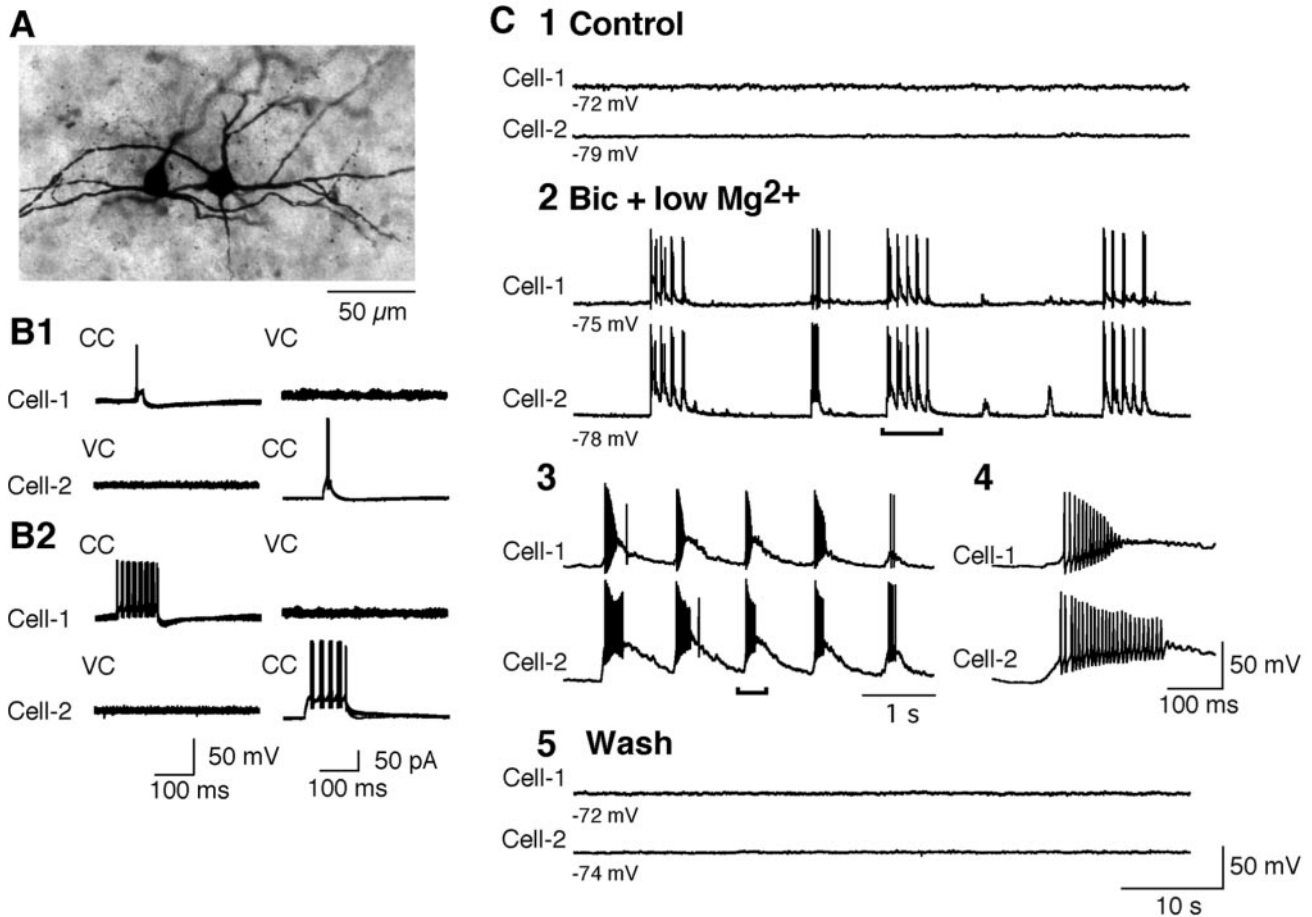 A
50 µm
B1
CC
VC
Cell-1
VC
CC
Cell-2
B2
CC
VC
Cell-1
VC
CC
Cell-2
50 mV
100 ms
50 pA
100 ms
C 1 Control
Cell-1
-72 mV
Cell-2
-79 mV
2 Bic + low Mg2+
Cell-1
-75 mV
Cell-2
-78 mV
3
Cell-1
Cell-2
1 s
4
Cell-1
Cell-2
50 mV
100 ms
5 Wash
Cell-1
-72 mV
Cell-2
-74 mV
50 mV
10 s